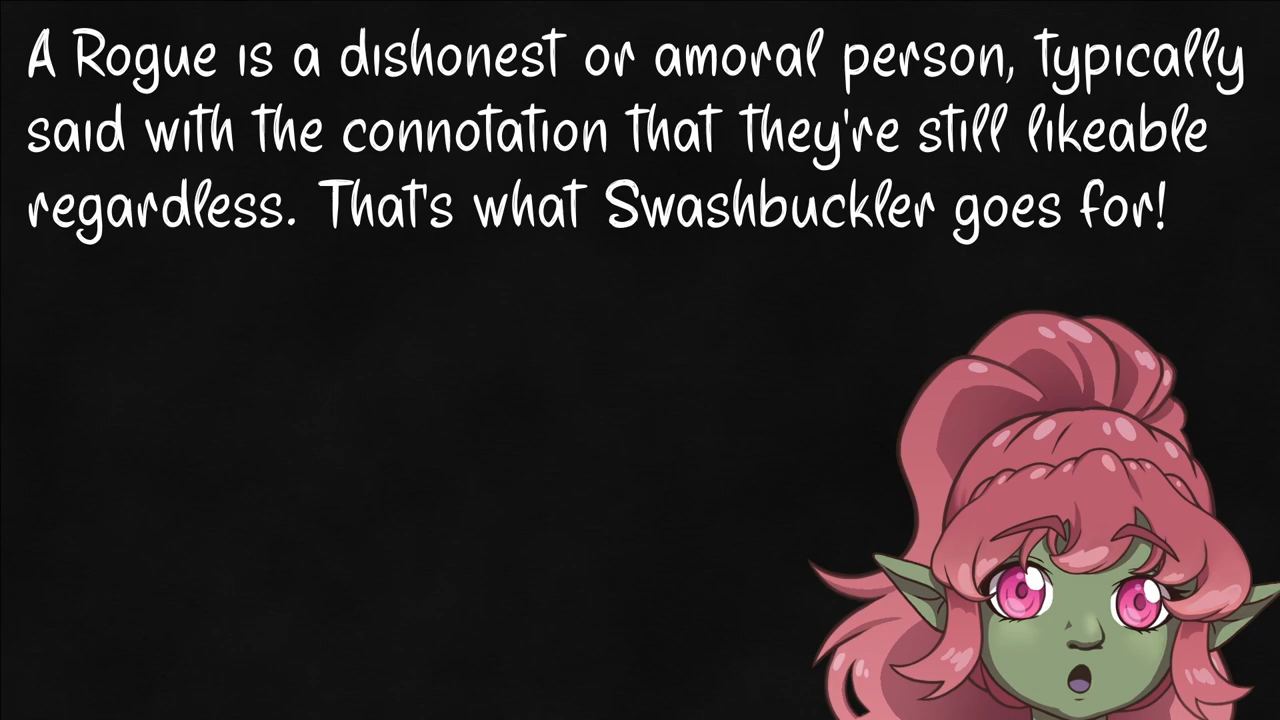 A Rogue is a dishonest or amoral person, typically
said with the connotation that they're still likeable
regardless. That's what Swashbuckler goes for!